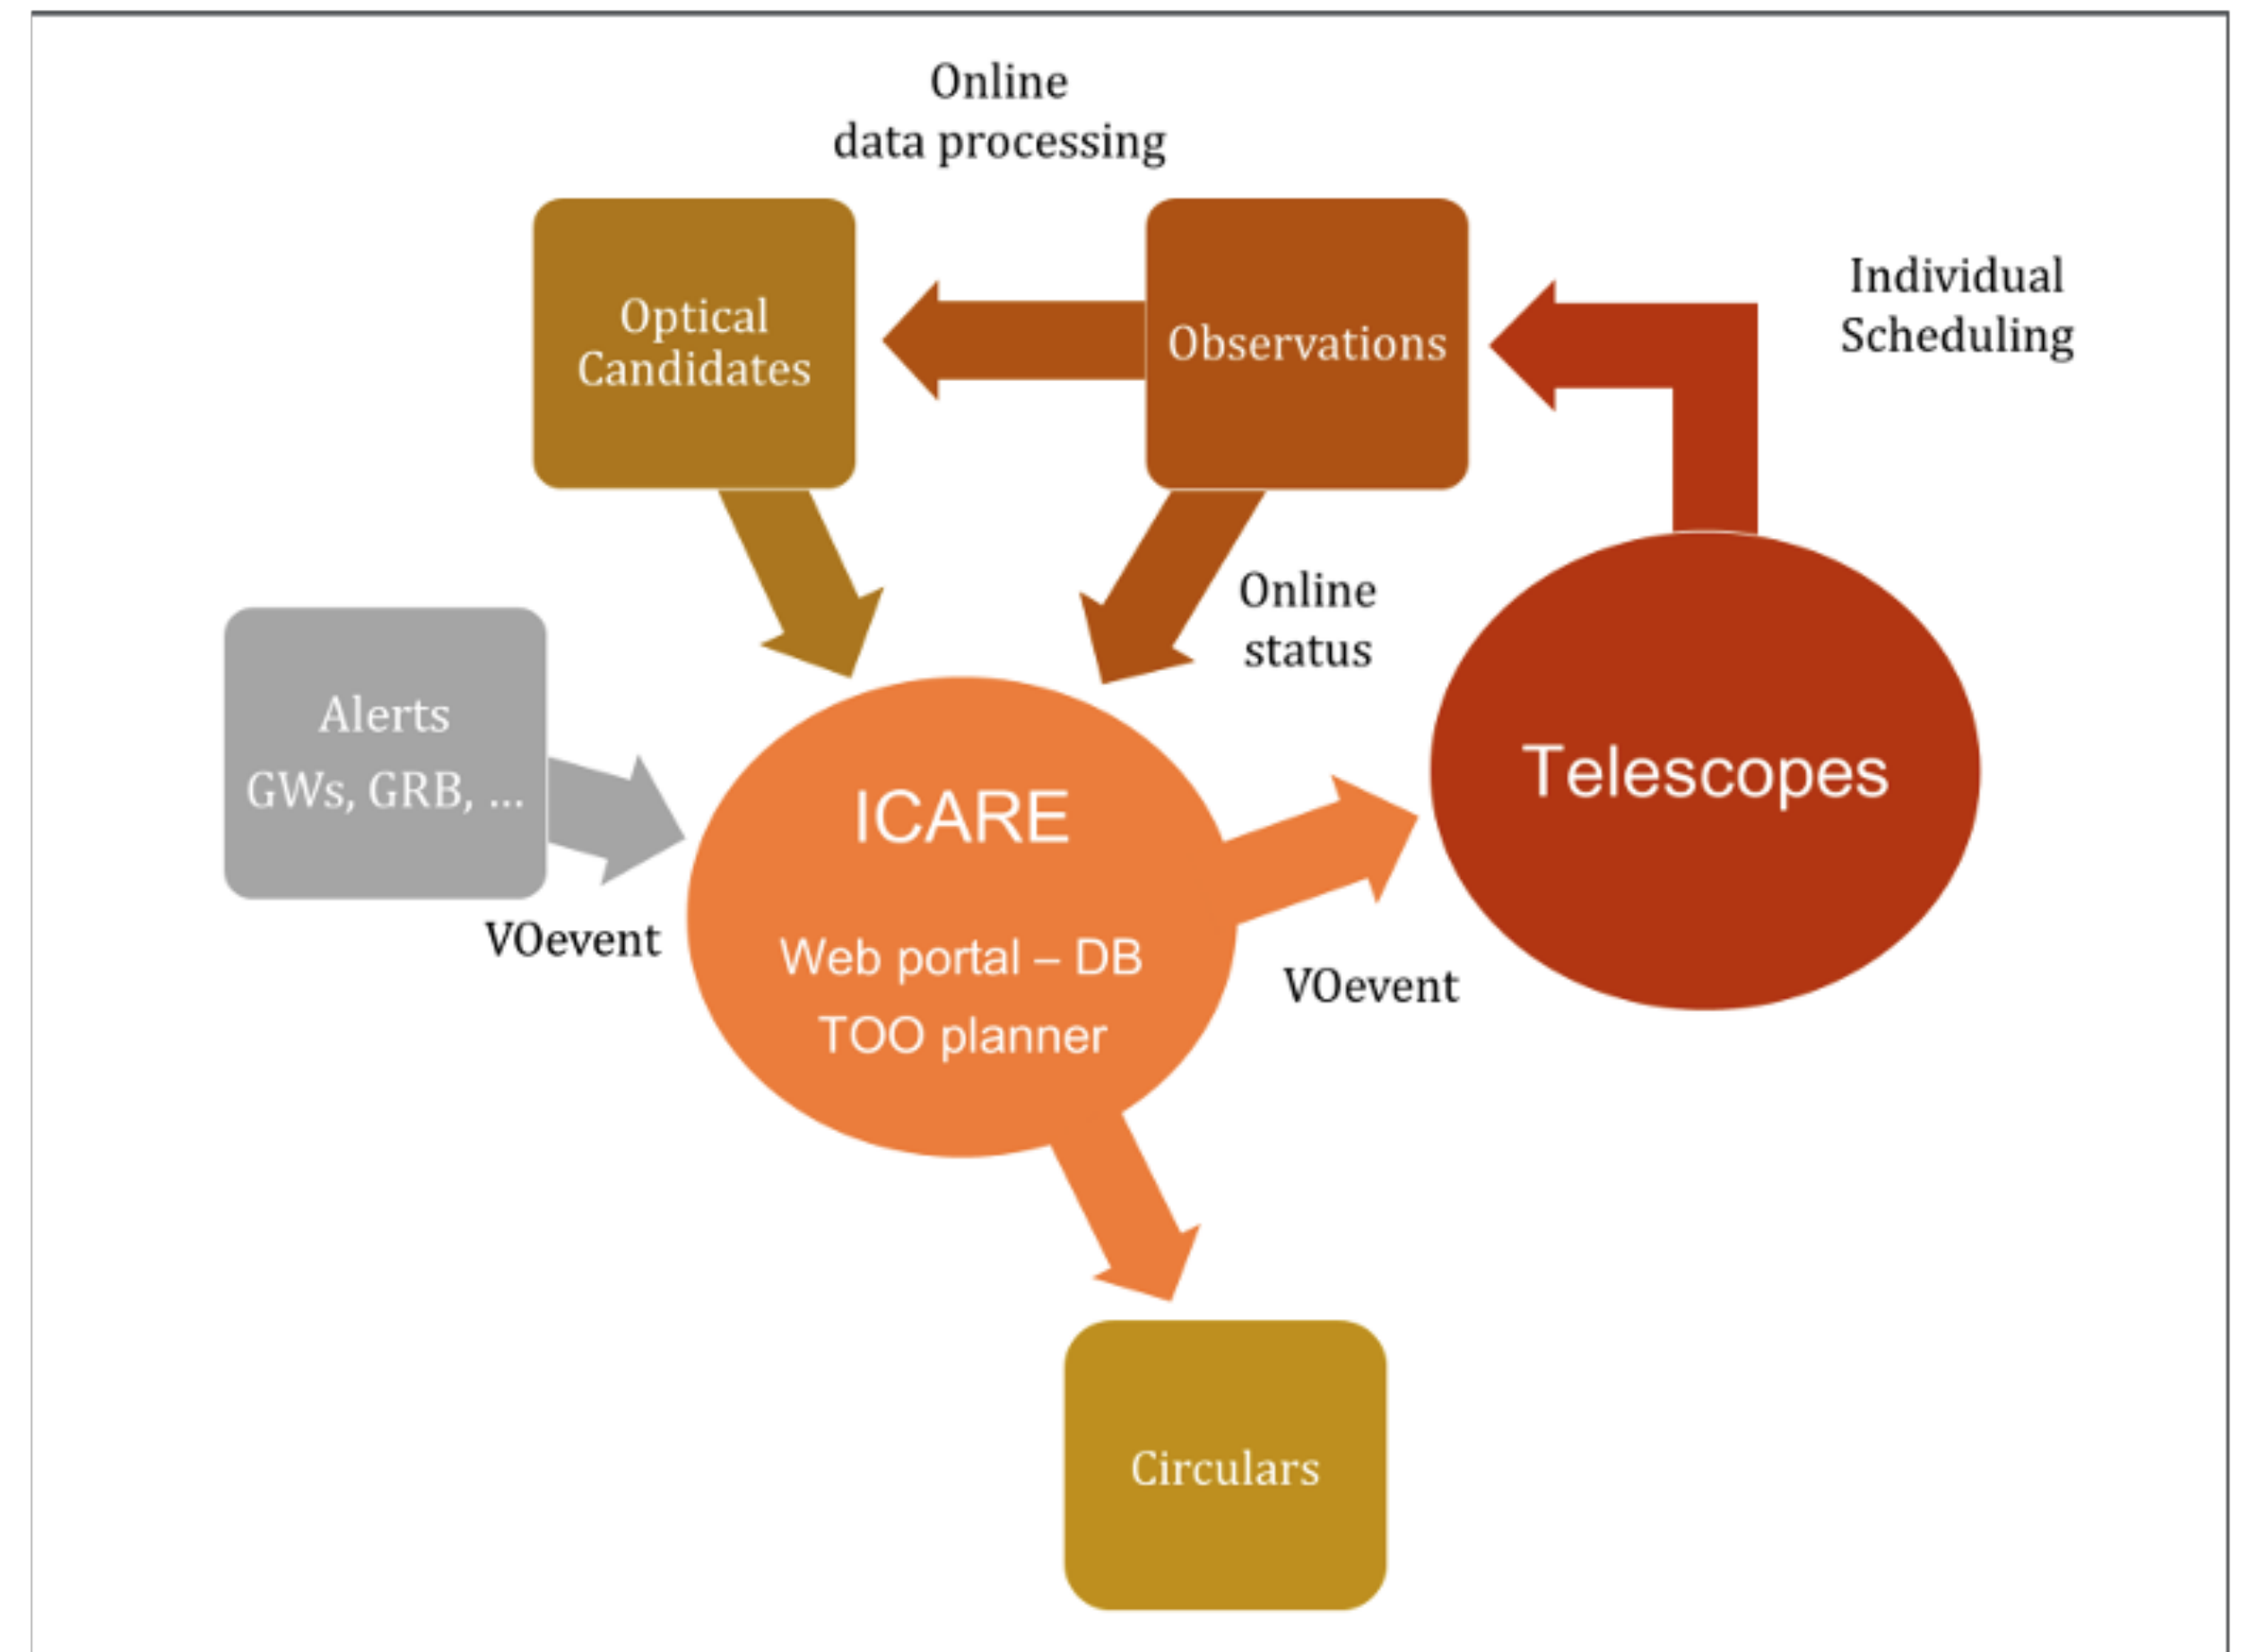 Online
data processing
Optical
Candidates
Observations
Individual
Scheduling
Online
status
Alerts
GWs, GRB, ...
VOevent
ICARE
Web portal – DB
TOO planner
Telescopes
VOevent
Circulars